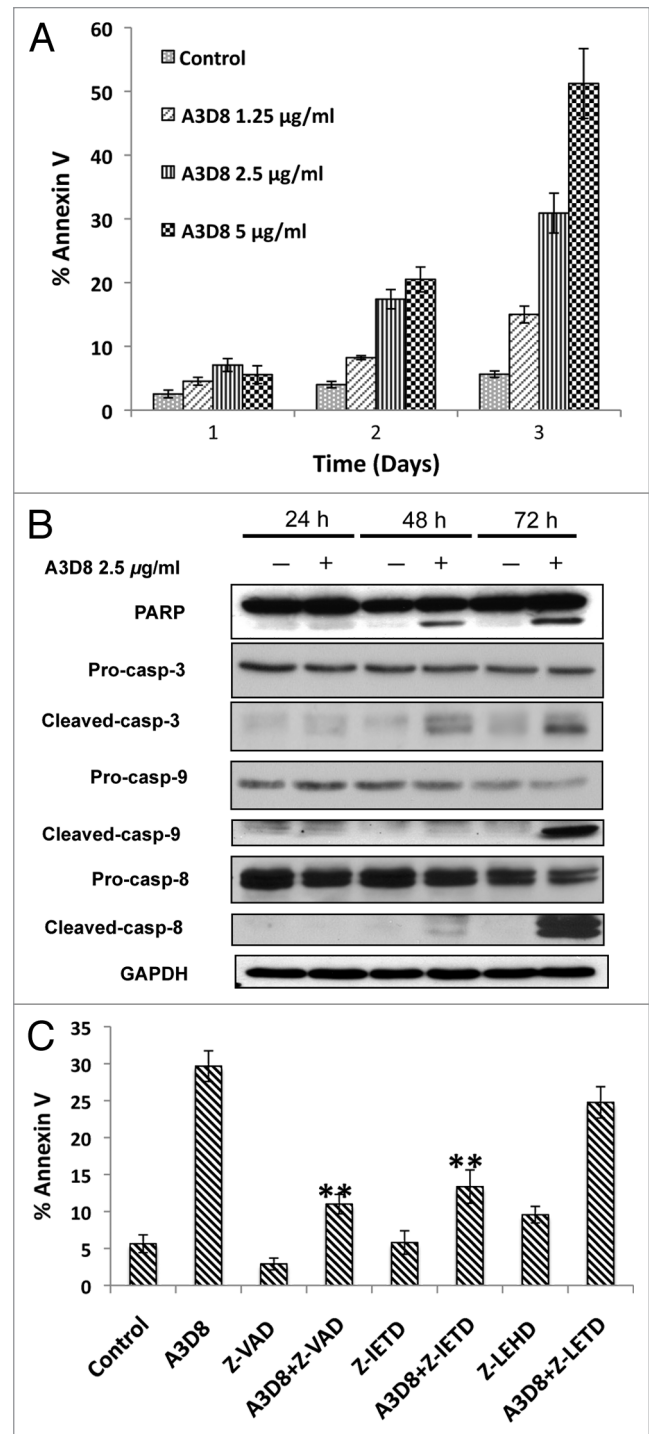 A
60
50
40
30
20
10
0
% Annexin V
Control
A3D8 1.25 µg/ml
A3D8 2.5 µg/ml
A3D8 5 µg/ml
1 2 3
Time (Days)
B
24 h 48 h 72 h
A3D8 2.5 µg/ml — + — + — +
PARP
Pro-casp-3
Cleaved-casp-3
Pro-casp-9
Cleaved-casp-9
Pro-casp-8
Cleaved-casp-8
GAPDH
C
35
30
25
20
15
10
5
0
% Annexin V
** **
Control A3D8 Z-VAD A3D8+Z-VAD Z-IETD A3D8+Z-IETD Z-LEHD A3D8+Z-LETD